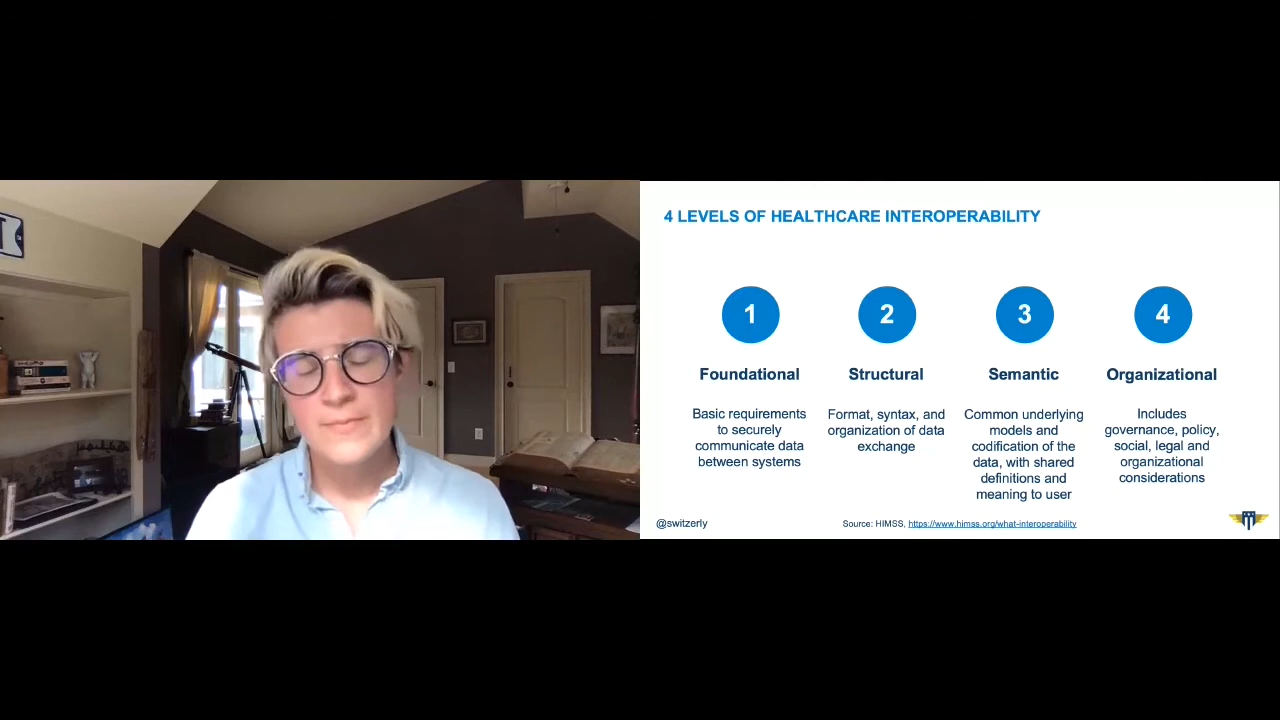 4 LEVELS OF HEALTHCARE INTEROPERABILITY
1
2
3
4
Foundational
Structural
Semantic
Organizational
Basic requirements
to securely
communicate data
between systems
Format, syntax, and
organization of data
exchange
Common underlying
models and
codification of the
data, with shared
definitions and
meaning to user
Includes
governance, policy,
social, legal and
organizational
considerations
@switzerly
Source: HIMSS, https://www.himss.org/what-interoperability